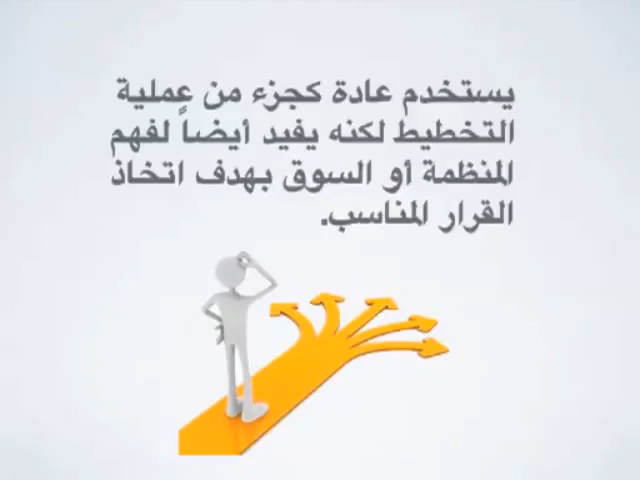 يستخدم عادة كجزء من عملية
التخطيط لكنه يفيد أيضاً لفهم
المنظمة أو السوق بهدف اتخاذ
القرار المناسب.